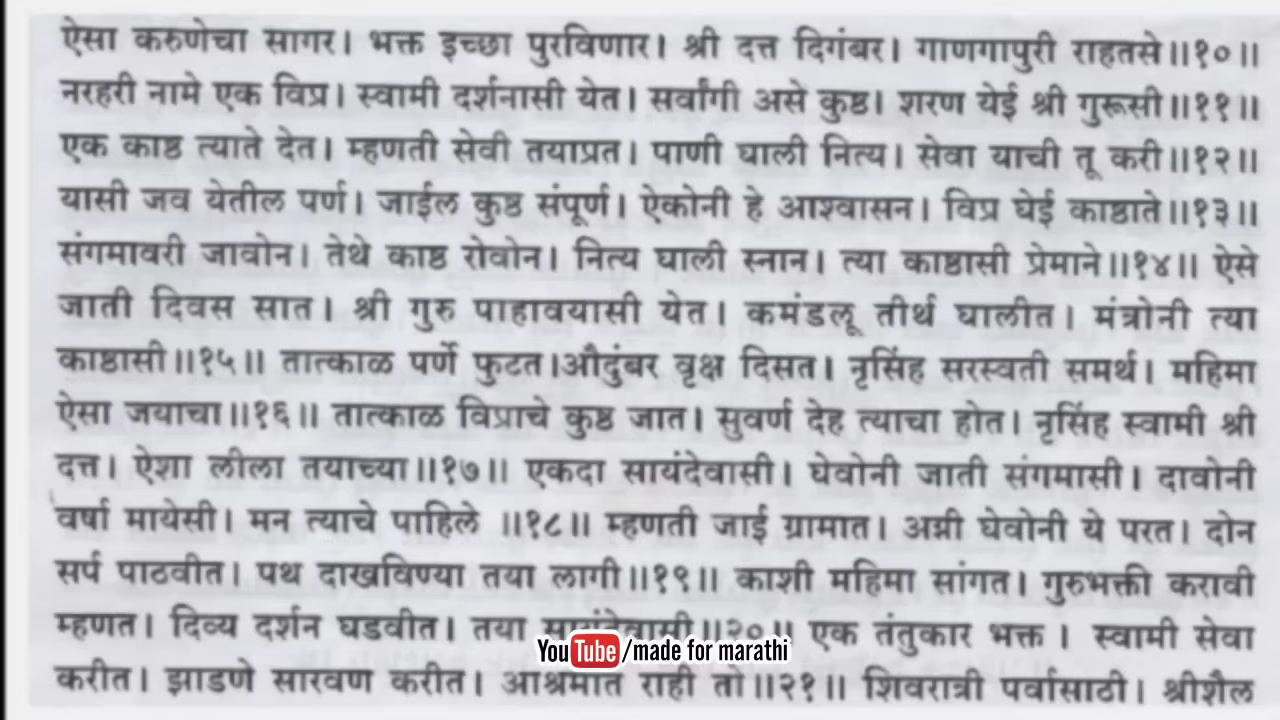 ऐसा करुणेचा सागर। भक्त इच्छा पुरविणार। श्री दत्त दिगंबर। गाणगापुरी राहतसे॥१०॥
नरहरी नामे एक विप्र। स्वामी दर्शनासी येत। सर्वांगी असे कुष्ठ। शरण येई श्री गुरूसी॥११॥
एक काष्ठ त्याते देत। म्हणती सेवी तयाप्रत। पाणी घाली नित्य। सेवा याची तू करी॥१२॥
यासी जव येतील पर्ण। जाईल कुष्ठ संपूर्ण। ऐकोनी हे आश्वासन। विप्र घेई काष्ठाते॥१३॥
संगमावरी जावोन। तेथे काष्ठ रोवोन। नित्य घाली स्नान। त्या काष्ठासी प्रेमाने॥१४॥ ऐसे
जाती दिवस सात। श्री गुरु पाहावयासी येत। कमंडलू तीर्थ घालीत। मंत्रोनी त्या
काष्ठासी॥१५॥ तात्काळ पर्णे फुटत।औदुंबर वृक्ष दिसत। नृसिंह सरस्वती समर्थ। महिमा
ऐसा जयाचा॥१६॥ तात्काळ विप्राचे कुष्ठ जात। सुवर्ण देह त्याचा होत। नृसिंह स्वामी श्री
दत्त। ऐशा लीला तयाच्या॥१७॥ एकदा सायंदेवासी। घेवोनी जाती संगमासी। दावोनी
वर्षा मायेसी। मन त्याचे पाहिले ॥१८॥ म्हणती जाई ग्रामात। अग्नी घेवोनी ये परत। दोन
सर्प पाठवीत। पथ दाखविण्या तया लागी॥१९॥ काशी महिमा सांगत। गुरुभक्ती करावी
म्हणत। दिव्य दर्शन घडवीत। तया सायंदेवासी॥२०॥ एक तंतुकार भक्त । स्वामी सेवा
You Tube /made for marathi
करीत। झाडणे सारवण करीत। आश्रमात राही तो॥२१॥ शिवरात्री पर्वासाठी। श्रीशैल